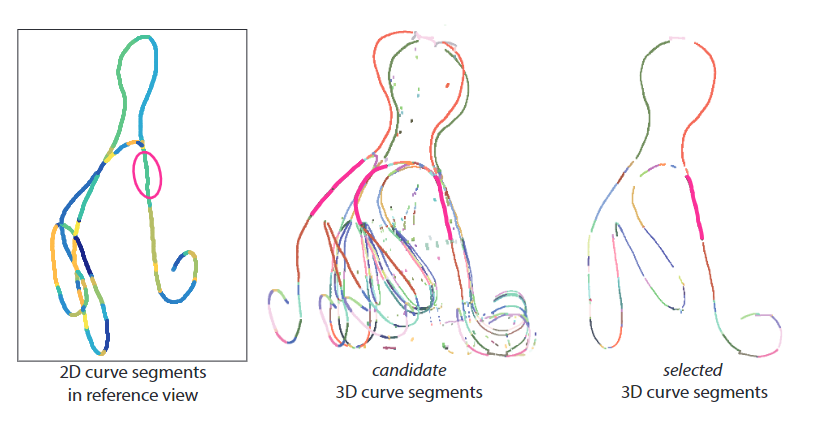 2D curve segments
in reference view
candidate
3D curve segments
selected
3D curve segments